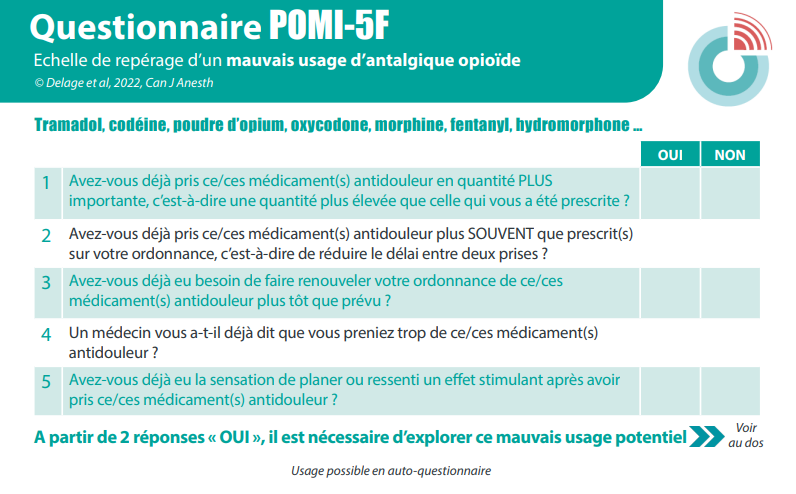 Questionnaire POMI-5F
Echelle de repérage d'un mauvais usage d'antalgique opioïde
© Delage et al, 2022, Can J Anesth
Tramadol, codéine, poudre d'opium, oxycodone, morphine, fentanyl, hydromorphone ...
OUI NON
1 Avez-vous déjà pris ce/ces médicament(s) antidouleur en quantité PLUS
importante, c'est-à-dire une quantité plus élevée que celle qui vous a été prescrite ?
2 Avez-vous déjà pris ce/ces médicament(s) antidouleur plus SOUVENT que prescrit(s)
sur votre ordonnance, c'est-à-dire de réduire le délai entre deux prises ?
3 Avez-vous déjà eu besoin de faire renouveler votre ordonnance de ce/ces
médicament(s) antidouleur plus tôt que prévu ?
4 Un médecin vous a-t-il déjà dit que vous preniez trop de ce/ces médicament(s)
antidouleur ?
5 Avez-vous déjà eu la sensation de planer ou ressenti un effet stimulant après avoir
pris ce/ces médicament(s) antidouleur ?
A partir de 2 réponses « OUI », il est nécessaire d'explorer ce mauvais usage potentiel
Voir
au dos
Usage possible en auto-questionnaire